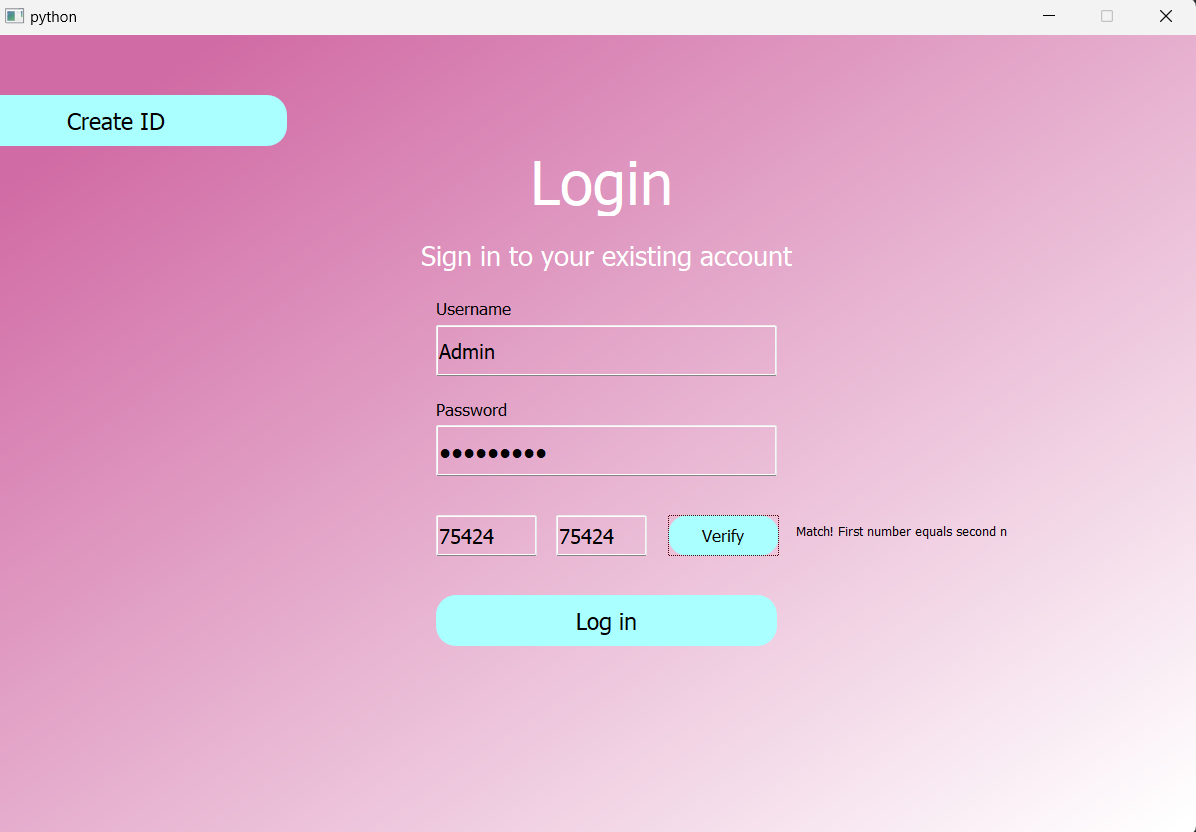 python
Create ID
Login
Sign in to your existing account
Username
Admin
Password
75424 75424 Verify Match! First number equals second n
Log in